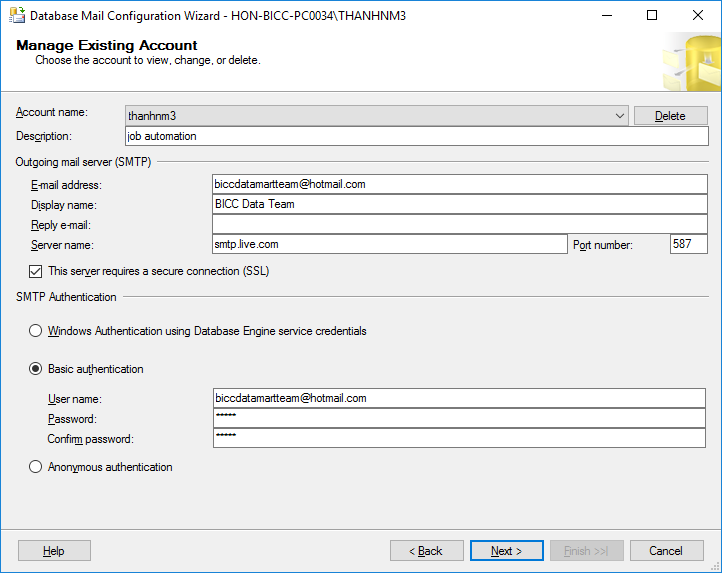 Database Mail Configuration Wizard - HON-BICC-PC0034\THANHNM3
Manage Existing Account
Choose the account to view, change, or delete.
Account name: thanhnm3 Delete
Description: job automation
Outgoing mail server (SMTP)
E-mail address: biccdatamartteam@hotmail.com
Display name: BICC Data Team
Reply e-mail:
Server name: smtp.live.com Port number: 587
This server requires a secure connection (SSL)
SMTP Authentication
Windows Authentication using Database Engine service credentials
Basic authentication
User name: biccdatamartteam@hotmail.com
Password: *****
Confirm password: *****
Anonymous authentication
Help < Back Next > Finish >>| Cancel